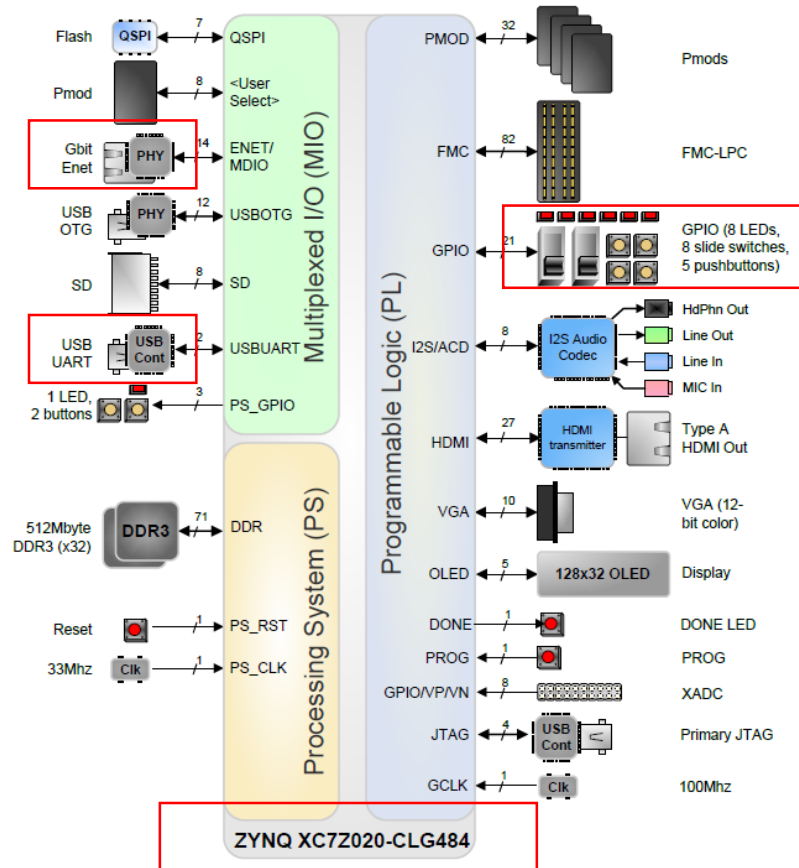 Flash
QSPI
7
QSPI
Pmod
8
<User
Select>
Gbit
Enet
PHY
14
ENET/
MDIO
USB
OTG
PHY
12
USBOTG
SD
8
SD
USB
UART
USB
Cont
2
USBUART
1 LED,
2 buttons
3
PS_GPIO
Multiplexed I/O (MIO)
512Mbyte
DDR3 (x32)
DDR3
71
DDR
Reset
1
PS_RST
33Mhz
Clk
1
PS_CLK
Processing System (PS)
Programmable Logic (PL)
PMOD
32
Pmods
FMC
82
FMC-LPC
GPIO
21
GPIO (8 LEDs,
8 slide switches,
5 pushbuttons)
I2S/ACD
8
I2S Audio
Codec
HdPhn Out
Line Out
Line In
MIC In
HDMI
27
HDMI
transmitter
Type A
HDMI Out
VGA
10
VGA (12-
bit color)
OLED
5
128x32 OLED
Display
DONE
1
DONE LED
PROG
1
PROG
GPIO/VP/VN
8
XADC
JTAG
4
USB
Cont
Primary JTAG
GCLK
1
Clk
100Mhz
ZYNQ XC7Z020-CLG484